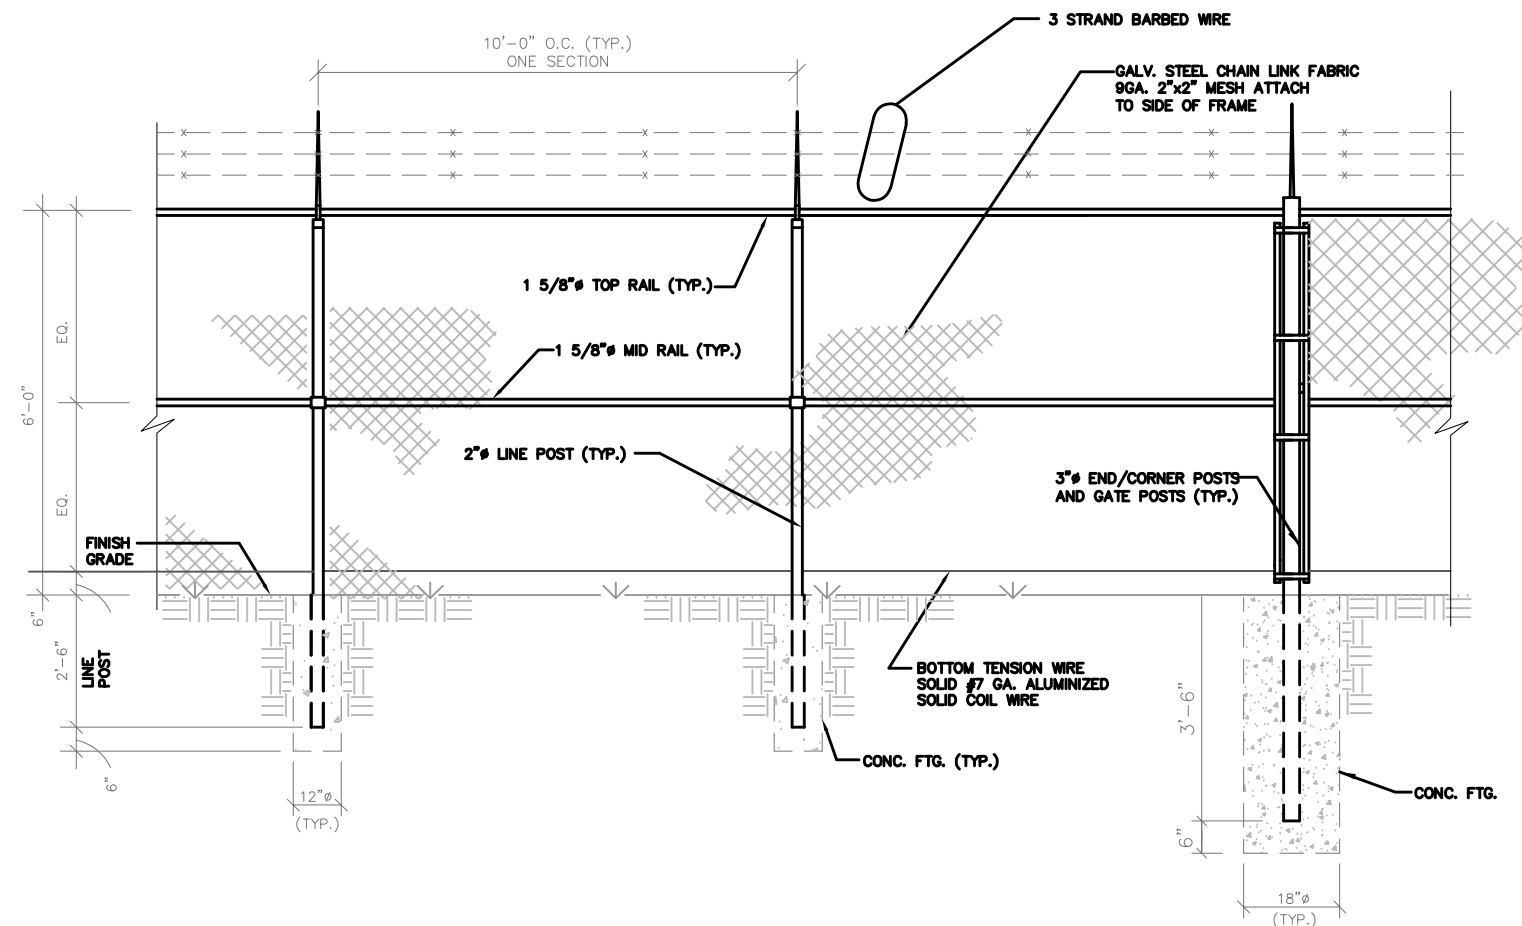 3 STRAND BARBED WIRE
10'-0" O.C. (TYP.)
ONE SECTION
GALV. STEEL CHAIN LINK FABRIC
9GA. 2"x2" MESH ATTACH
TO SIDE OF FRAME
x x x x x x x
x x x x x x x
x x x x x x x
1 5/8"ø TOP RAIL (TYP.)
EQ.
1 5/8"ø MID RAIL (TYP.)
6'-0"
2"ø LINE POST (TYP.)
3"ø END/CORNER POSTS
AND GATE POSTS (TYP.)
EQ.
FINISH
GRADE
6"
2'-6"
LINE
POST
BOTTOM TENSION WIRE
SOLID #7 GA. ALUMINIZED
SOLID COIL WIRE
3'-6"
CONC. FTG. (TYP.)
6"
12"ø
(TYP.)
CONC. FTG.
6"
18"ø
(TYP.)